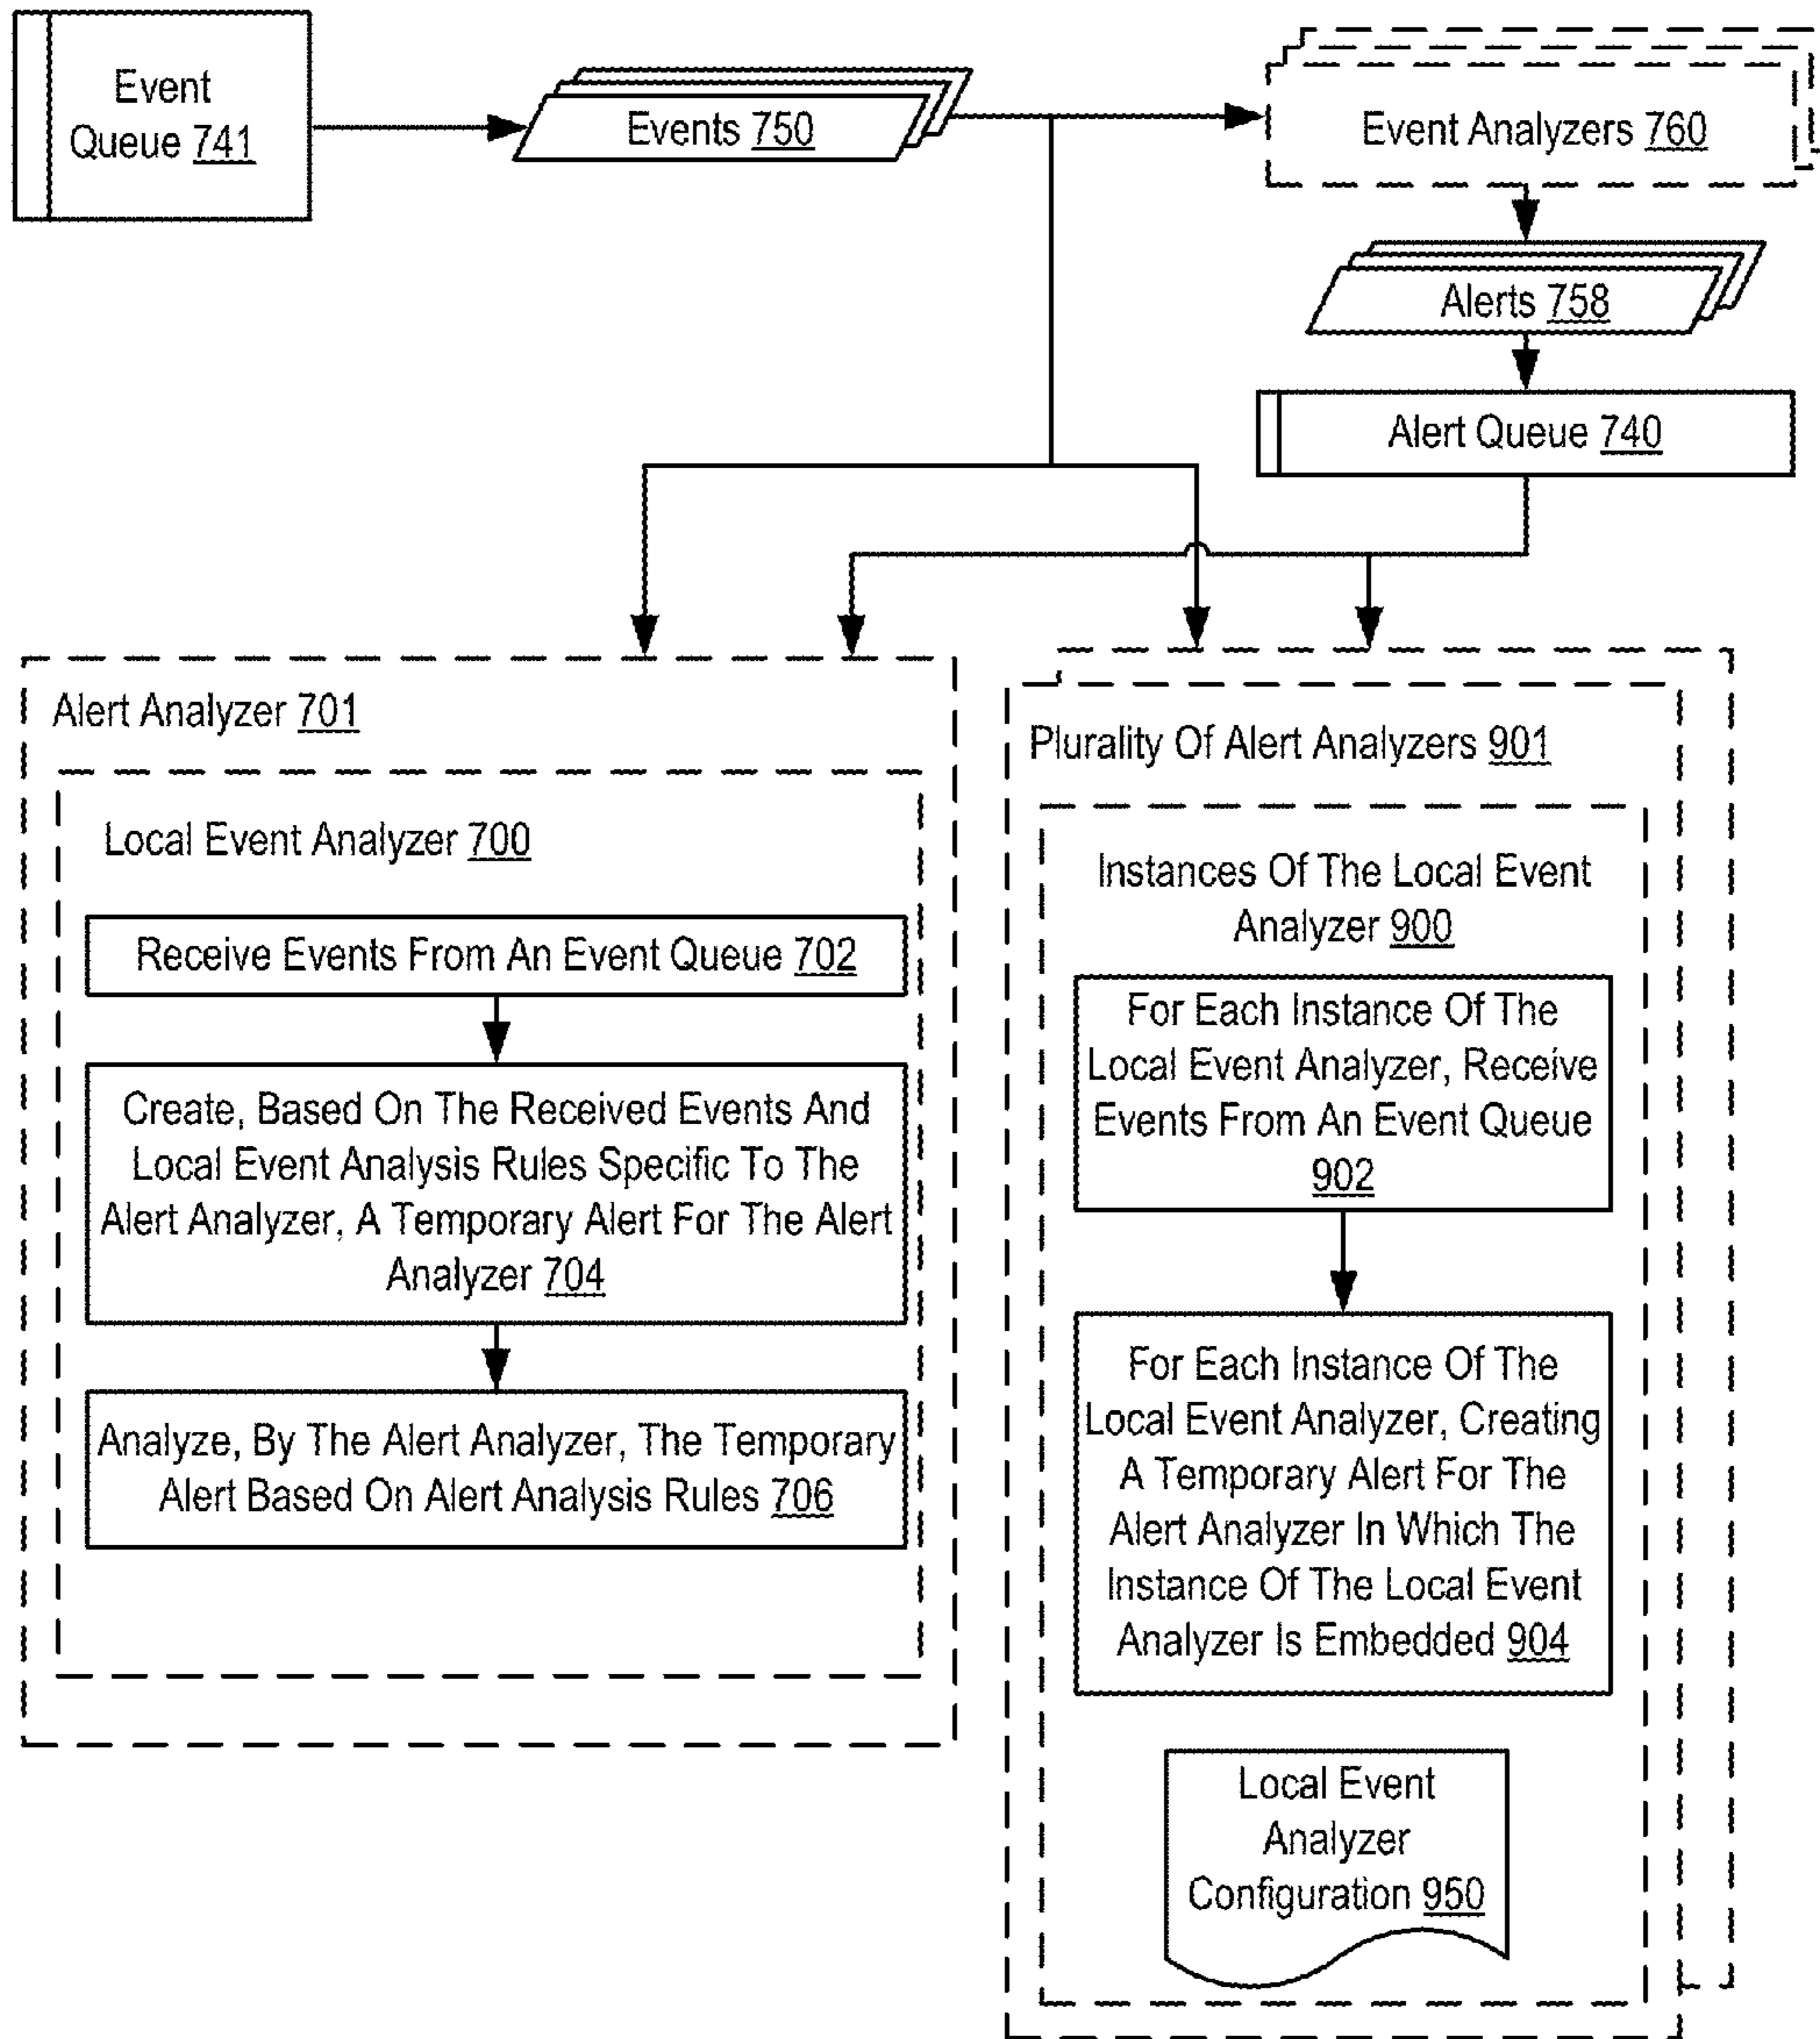 Event
Queue 741
Events 750
Event Analyzers 760
Alerts 758
Alert Queue 740
Alert Analyzer 701
Local Event Analyzer 700
Receive Events From An Event Queue 702
Create, Based On The Received Events And
Local Event Analysis Rules Specific To The
Alert Analyzer, A Temporary Alert For The Alert
Analyzer 704
Analyze, By The Alert Analyzer, The Temporary
Alert Based On Alert Analysis Rules 706
Plurality Of Alert Analyzers 901
Instances Of The Local Event
Analyzer 900
For Each Instance Of The
Local Event Analyzer, Receive
Events From An Event Queue
902
For Each Instance Of The
Local Event Analyzer, Creating
A Temporary Alert For The
Alert Analyzer In Which The
Instance Of The Local Event
Analyzer Is Embedded 904
Local Event
Analyzer
Configuration 950